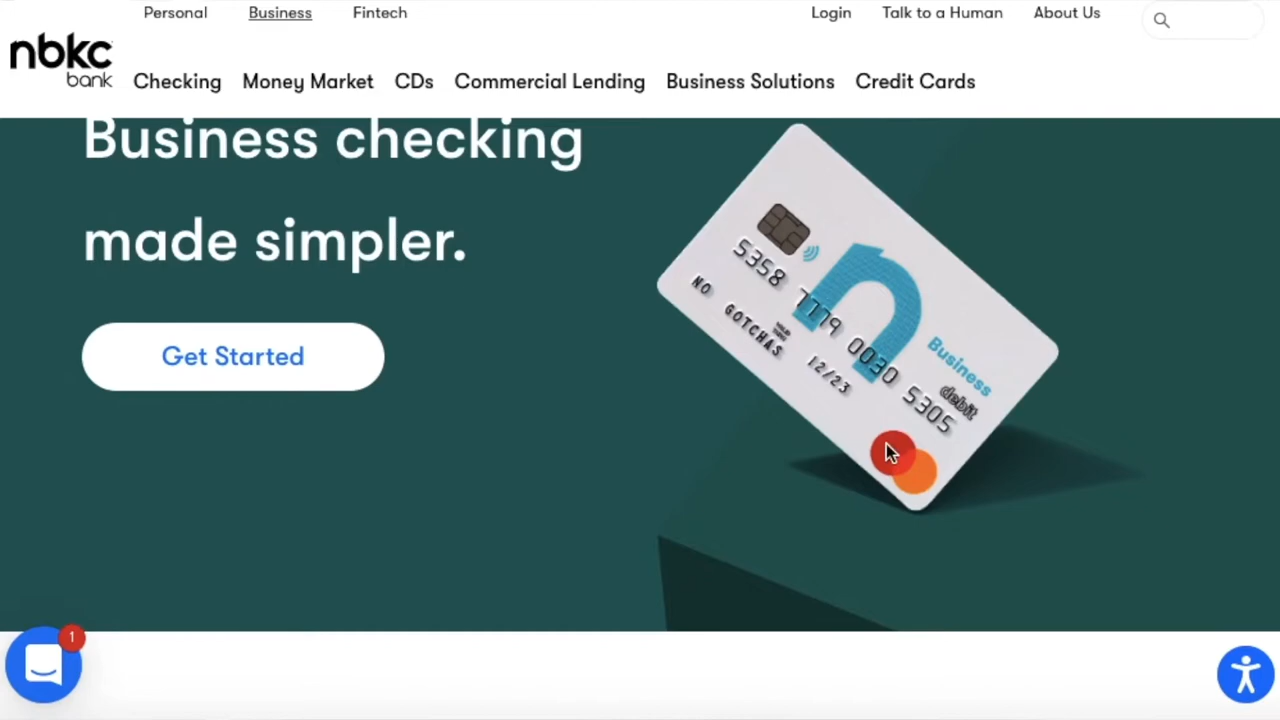 Personal Business Fintech Login Talk to a Human About Us
nbkc
bank
Checking Money Market CDs Commercial Lending Business Solutions Credit Cards
Business checking
made simpler.
Get Started
5358 7779 0030 5305
NO GOTCHAS
12/23
n
Business
debit
1